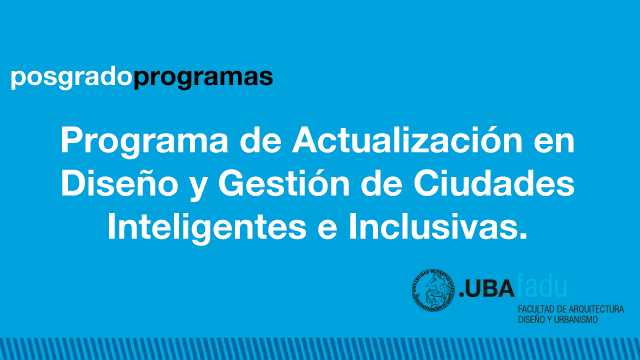 posgradoprogramas
Programa de Actualización en
Diseño y Gestión de Ciudades
Inteligentes e Inclusivas.
.UBAfadu
FACULTAD DE ARQUITECTURA
DISEÑO Y URBANISMO